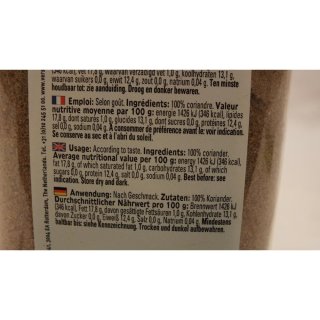 (346 kcal), vet 17,8 g, waarvan verzadigd vet 1,0 g, koolhydraten 13,1 g,
waarvan suikers 0,0 g, eiwit 12,4 g, zout 0,0 g, natrium 0,04 g. Ten minste
houdbaar tot: zie aanduiding. Droog en donker bewaren.
Emploi: Selon goût. Ingrédients: 100% coriandre. Valeur
nutritive moyenne par 100 g: énergie 1426 kJ (346 kcal), lipides
17,8 g, dont saturés 1,0 g, glucides 13,1 g, dont sucres 0,0 g, protéines 12,4 g,
sel 0,0 g, sodium 0,04 g. À consommer de préférence avant le: voir indication.
Se conserve au sec et à l'abri de la lumière.
Usage: According to taste. Ingredients: 100% coriander.
Average nutritional value per 100 g: energy 1426 kJ (346 kcal),
fat 17,8 g, of which saturated 1,0 g, carbohydrates 13,1 g, of which
sugars 0,0 g, protein 12,4 g, salt 0,0 g, sodium 0,04 g. Best before: see
indication. Store dry and dark.
Anwendung: Nach Geschmack. Zutaten: 100% Koriander.
Durchschnittlicher Nährwert pro 100 g: Brennwert 1426 kJ
(346 kcal), Fett 17,8 g, davon gesättigte Fettsäuren 1,0 g, Kohlenhydrate 13,1 g,
davon Zucker 0,0 g, Eiweiß 12,4 g, Salz 0,0 g, Natrium 0,04 g. Mindestens
haltbar bis: siehe Kennzeichnung. Trocken und dunkel aufbewahren.
Rotterdam, The Netherlands.